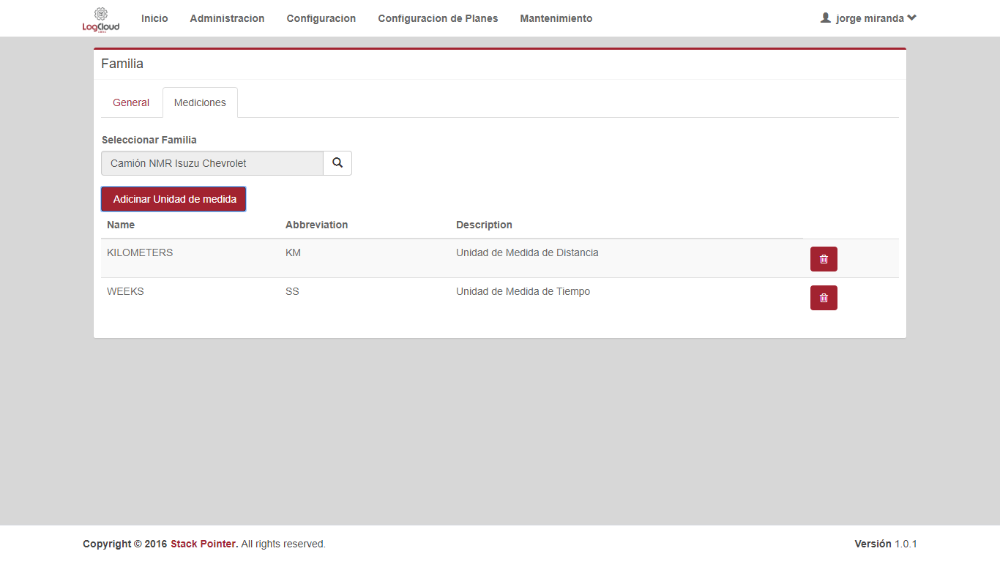 LogCloud
Inicio Administracion Configuracion Configuracion de Planes Mantenimiento jorge miranda
Familia
General Mediciones
Seleccionar Familia
Camión NMR Isuzu Chevrolet
Adicinar Unidad de medida
Name Abbreviation Description
KILOMETERS KM Unidad de Medida de Distancia
WEEKS SS Unidad de Medida de Tiempo
Copyright © 2016 Stack Pointer. All rights reserved. Versión 1.0.1